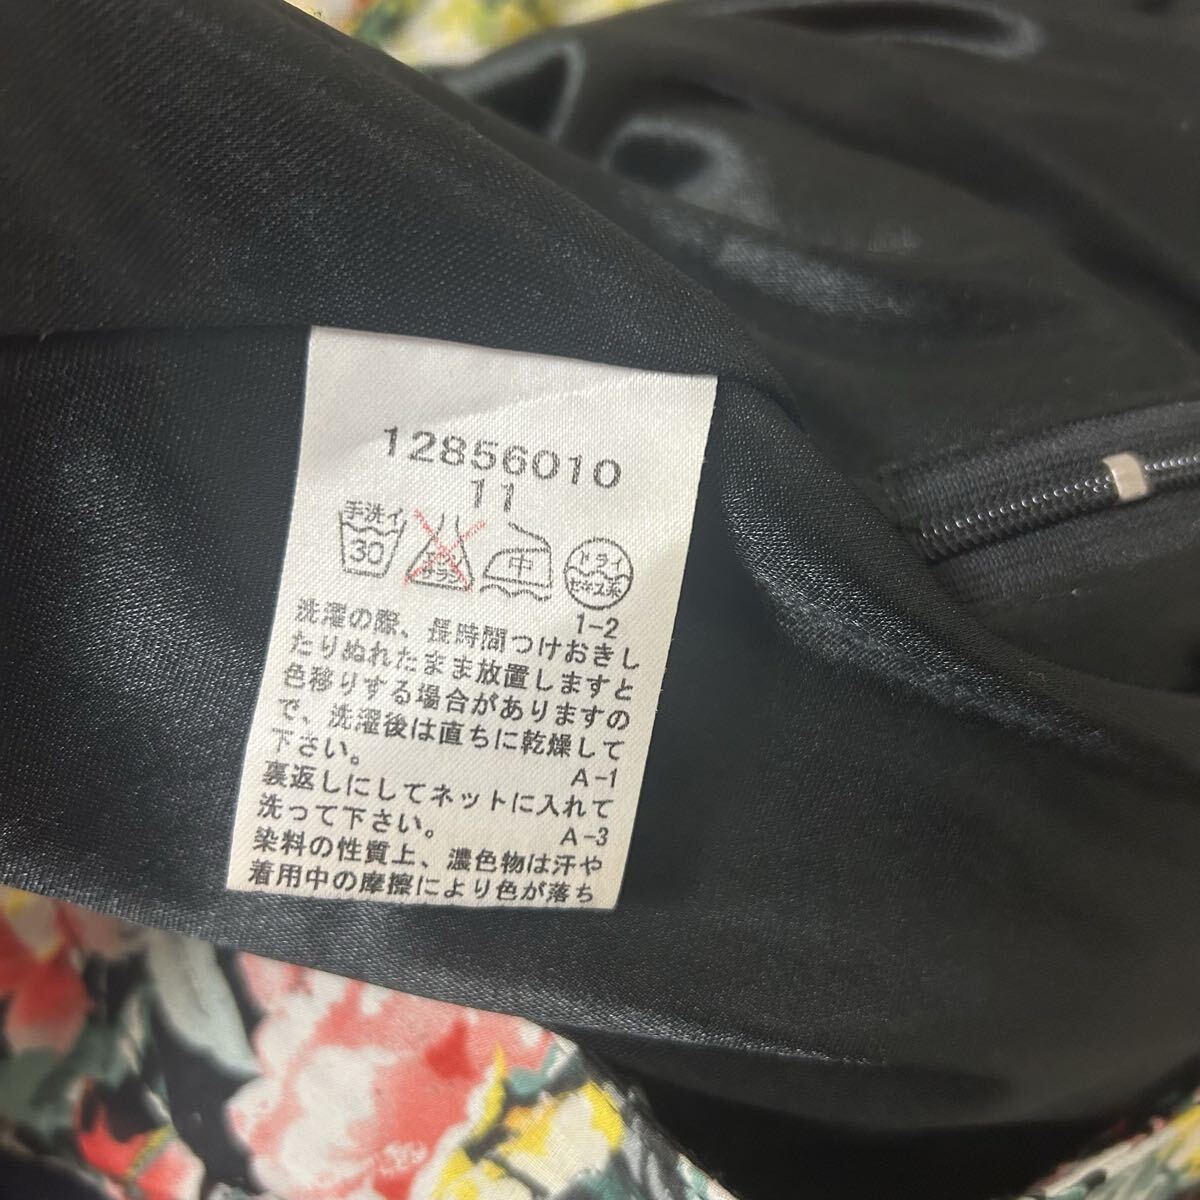 12856010
11
手洗イ
30
エンソ
サラシ
中
ドライ
セキユ系
1-2
洗濯の際、長時間つけおきし
たりぬれたまま放置しますと
色移りする場合がありますの
で、洗濯後は直ちに乾燥して
下さい。
A-1
裏返しにしてネットに入れて
洗って下さい。
A-3
染料の性質上、濃色物は汗や
着用中の摩擦により色が落ち